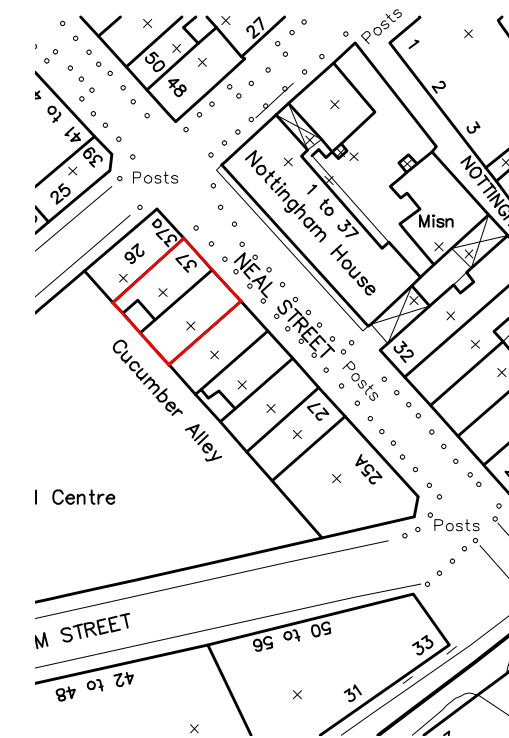 Posts
27
1
50
48
2
3
41 to 4
39
NOTTING
25
Posts
Nottingham House
1 to 37
Misn
37a
26
37
NEAL STREET
32
Cucumber Alley
Posts
27
25A
l Centre
Posts
M STREET
50 to 56
33
42 to 48
31